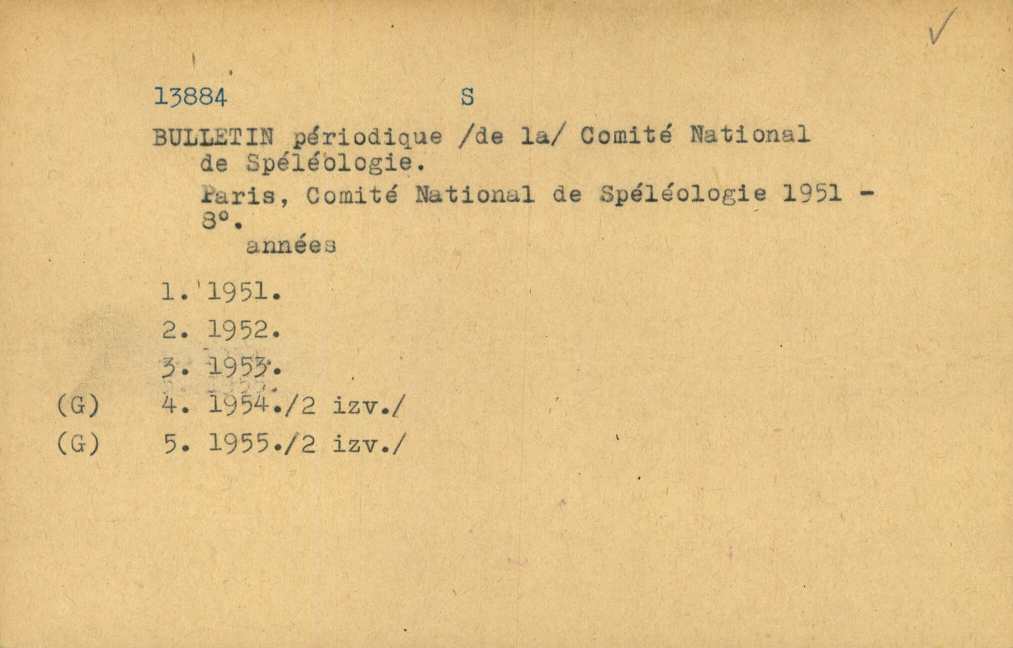 13884 S
BULLETIN périodique /de la/ Comité National
de Spéléologie.
Paris, Comité National de Spéléologie 1951 -
8°.
années
1. 1951.
2. 1952.
3. 1953.
(G) 4. 1954./2 izv./
(G) 5. 1955./2 izv./